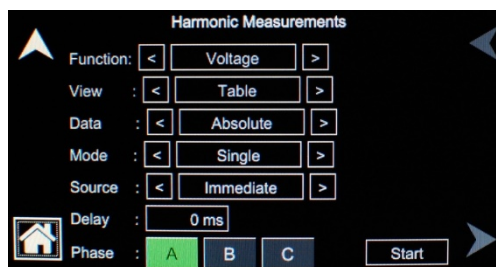 Harmonic Measurements
Function: < Voltage >
View : < Table >
Data : < Absolute >
Mode : < Single >
Source : < Immediate >
Delay : 0 ms
Phase : A B C Start